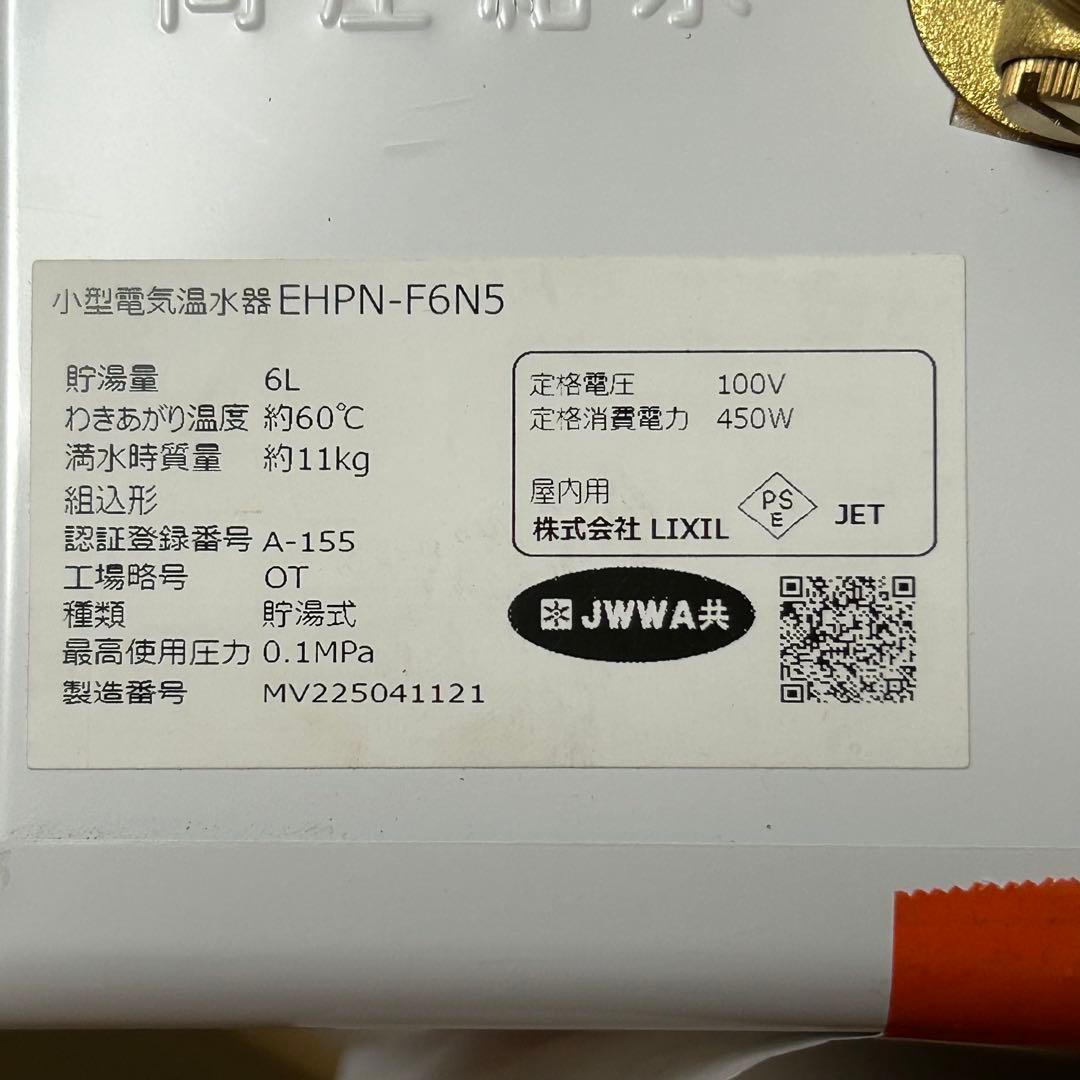 小型電気温水器 EHPN-F6N5
貯湯量 6L
わきあがり温度 約60℃
満水時質量 約11kg
組込形
認証登録番号 A-155
工場略号 OT
種類 貯湯式
最高使用圧力 0.1MPa
製造番号 MV225041121
定格電圧 100V
定格消費電力 450W
屋内用
株式会社 LIXIL
PS
E
JET
JWWA共